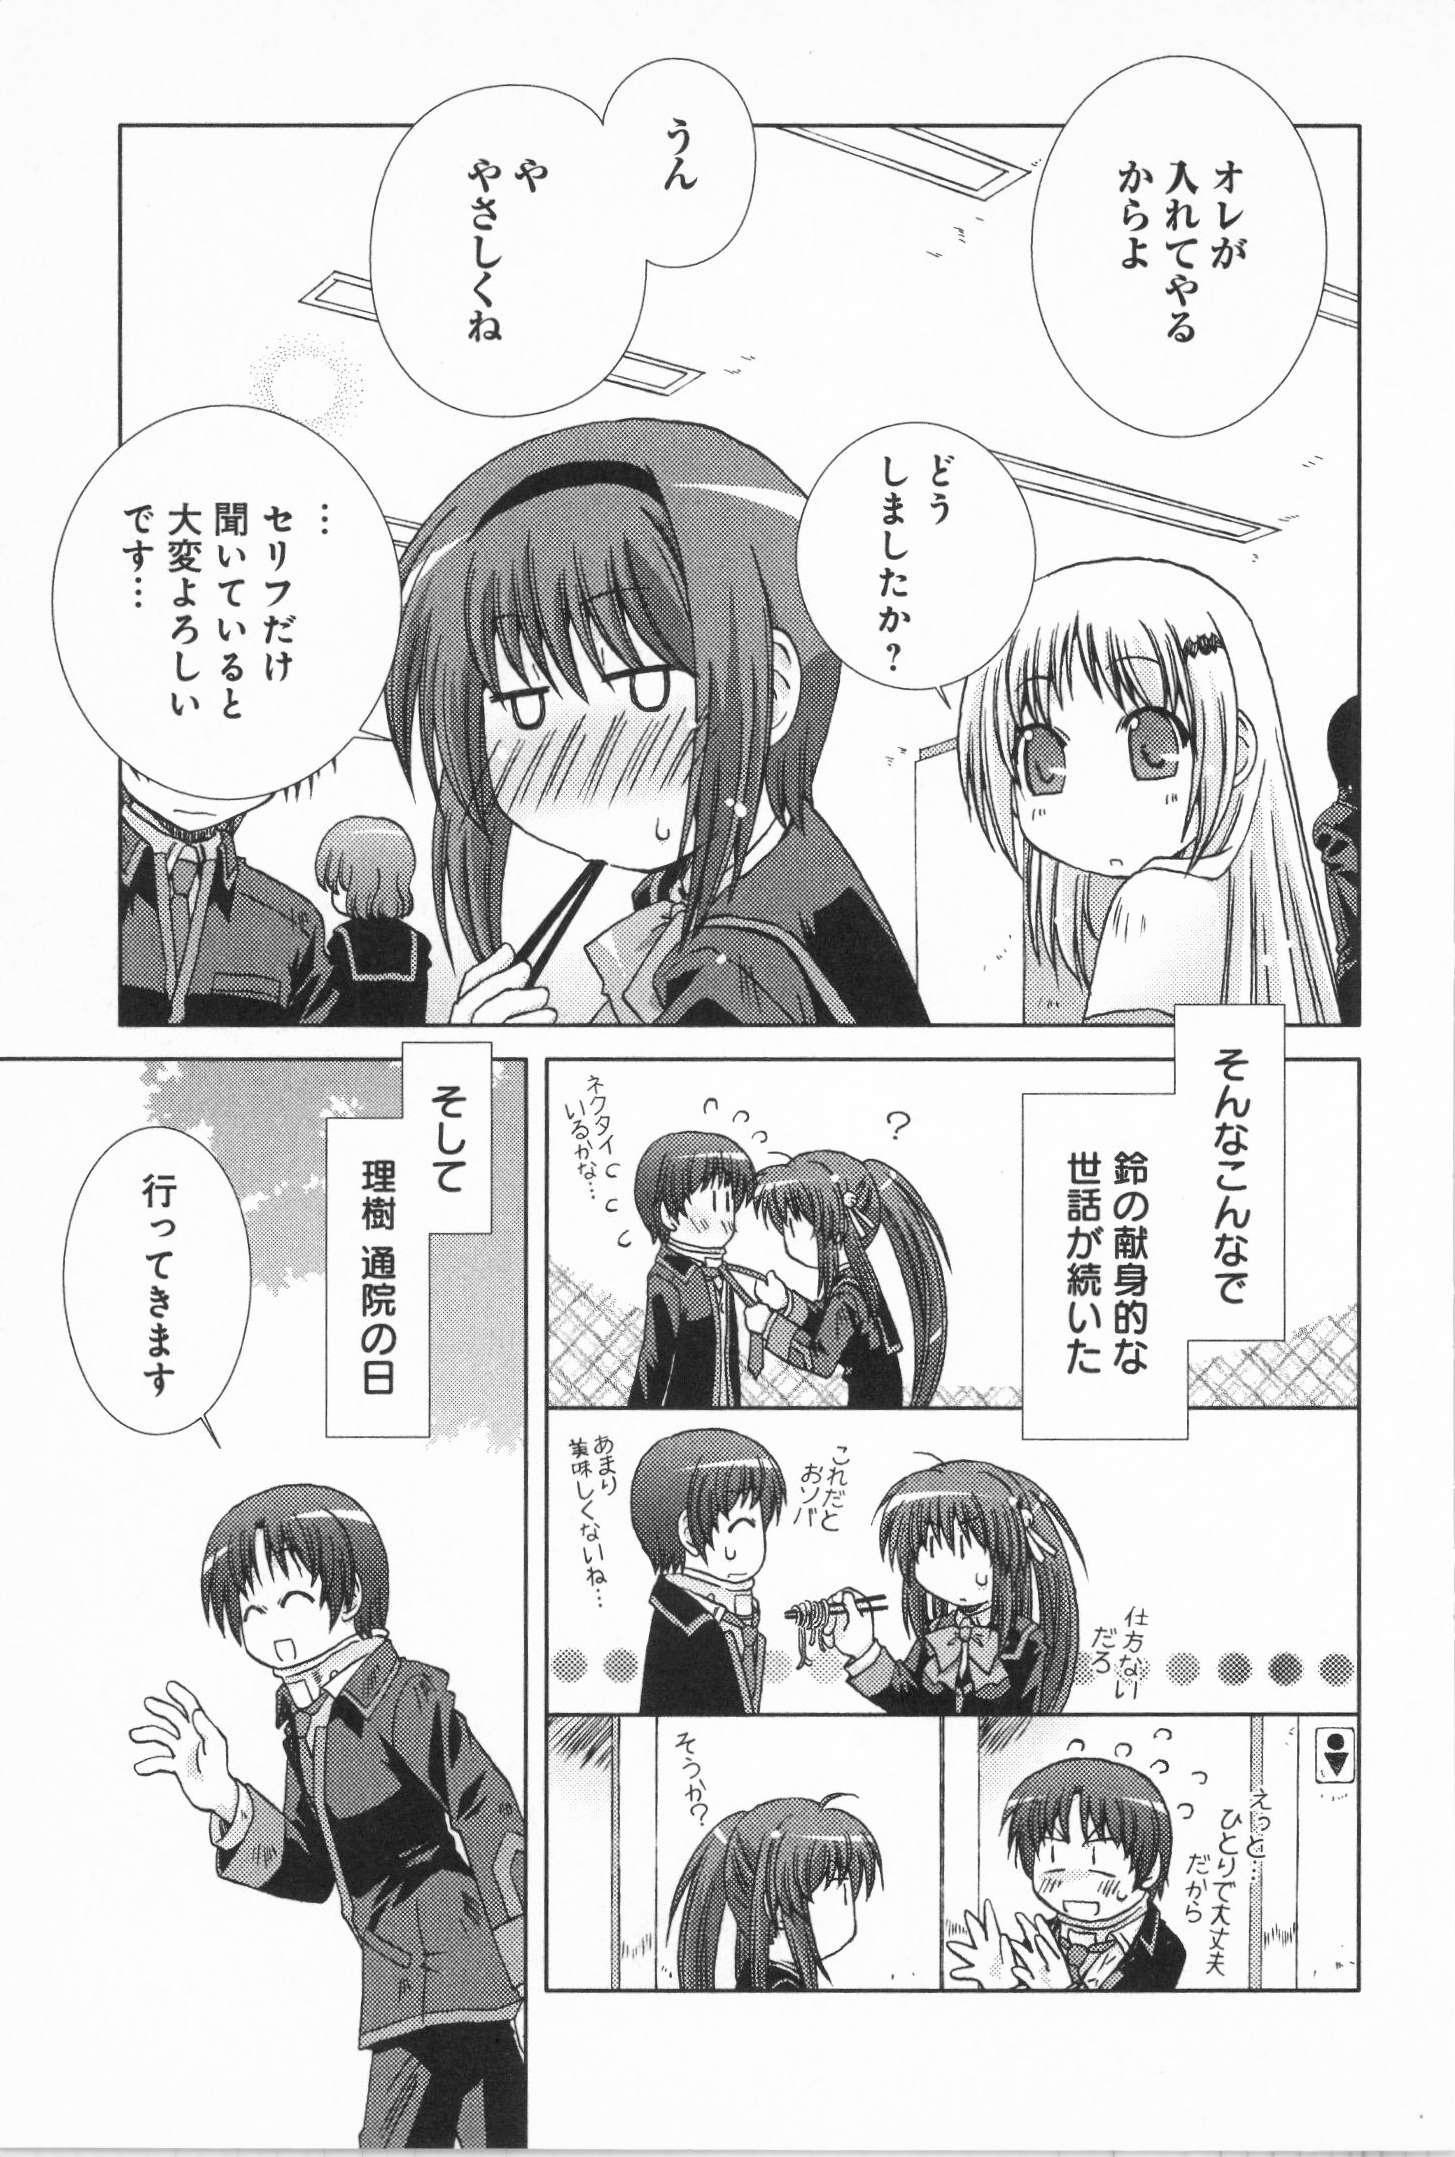 オレが
入れてやる
からよ
うん
や
やさしくね
どう
しましたか？
…
セリフだけ
聞いていると
大変よろしい
です…
そんなこんなで
鈴の献身的な
世話が続いた
？
ネクタイ
いるかな…
これだと
おソバ
あまり
美味しくないね…
仕方ない
だろ
えっと…
ひとりで大丈夫
だから
そうか？
そして
理樹 通院の日
行ってきます